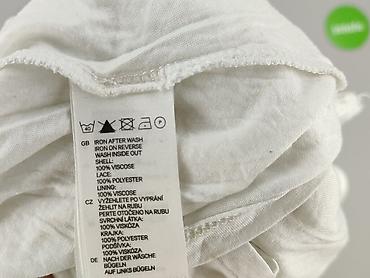 40
P
GB IRON AFTER WASH
IRON ON REVERSE
WASH INSIDE OUT
SHELL:
100% VISCOSE
LACE:
100% POLYESTER
LINING:
100% VISCOSE
CZ VYŽEHLETE PO VYPRÁNÍ
ŽEHLIT NA RUBU
PERTE OTOČENO NA RUBU
SVRCHNÍ LÁTKA:
100% VISKÓZA
KRAJKA:
100% POLYESTER
PODŠÍVKA:
100% VISKÓZA
DE NACH DER WÄSCHE
BÜGELN
AUF LINKS BÜGELN